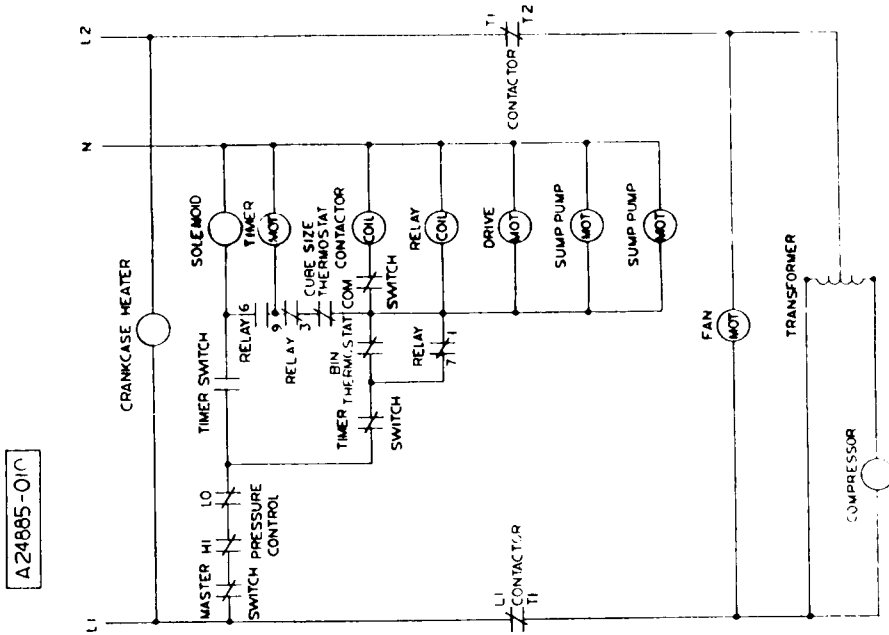 A24885-01C
L1
N
L2
CRANKCASE HEATER
MASTER
SWITCH
HI
LO
PRESSURE
CONTROL
TIMER SWITCH
RELAY
6
9
SOLENOID
TIMER
MOT
RELAY
3
CUBE SIZE
THERMOSTAT
TIMER
SWITCH
BIN
THERMOSTAT
COM
SWITCH
CONTACTOR
COIL
RELAY
7
1
RELAY
COIL
DRIVE
MOT
SUMP PUMP
MOT
SUMP PUMP
MOT
L1
CONTACTOR
T1
T1
CONTACTOR
T2
FAN
MOT
TRANSFORMER
COMPRESSOR